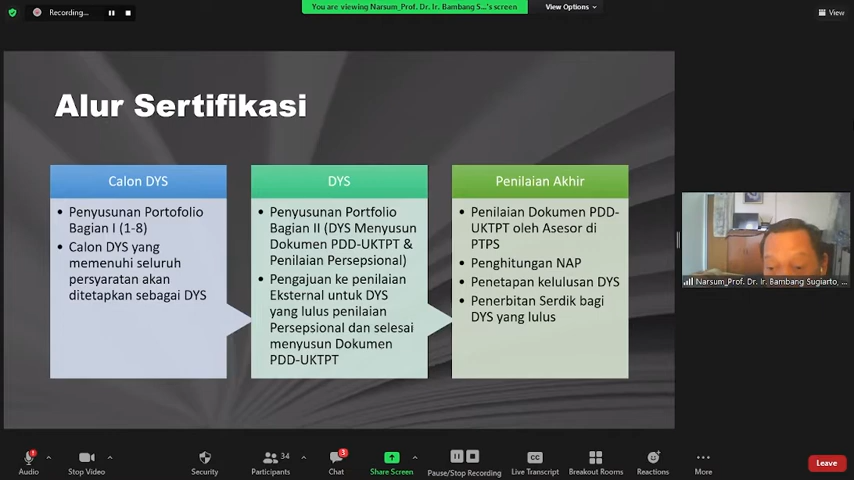 Recording...
You are viewing Narsum_Prof. Dr. Ir. Bambang S...'s screen
View Options
View
Alur Sertifikasi
Calon DYS
• Penyusunan Portofolio
Bagian I (1-8)
• Calon DYS yang
memenuhi seluruh
persyaratan akan
ditetapkan sebagai DYS
DYS
• Penyusunan Portfolio
Bagian II (DYS Menyusun
Dokumen PDD-UKTPT &
Penilaian Persepsional)
• Pengajuan ke penilaian
Eksternal untuk DYS
yang lulus penilaian
Persepsional dan selesai
menyusun Dokumen
PDD-UKTPT
Penilaian Akhir
• Penilaian Dokumen PDD-
UKTPT oleh Asesor di
PTPS
• Penghitungan NAP
• Penetapan kelulusan DYS
• Penerbitan Serdik bagi
DYS yang lulus
Narsum_Prof. Dr. Ir. Bambang Sugiarto, ...
Audio
Stop Video
Security
34
Participants
3
Chat
Share Screen
Pause/Stop Recording
CC
Live Transcript
Breakout Rooms
Reactions
More
Leave